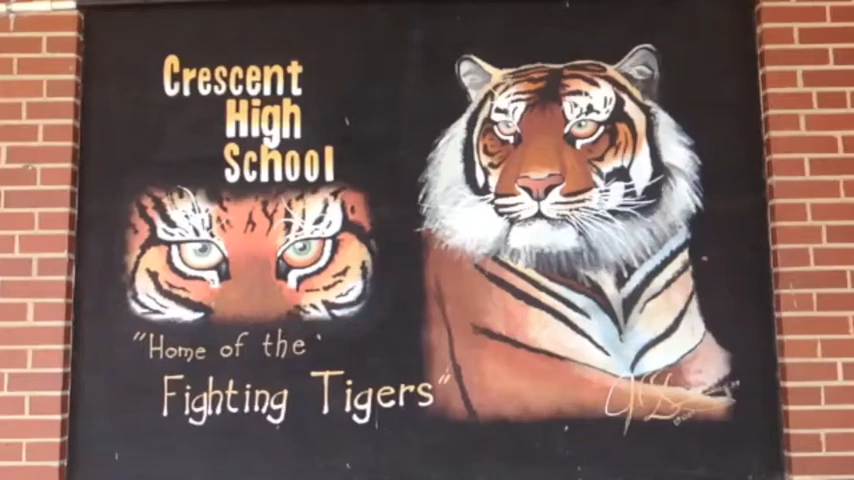 Crescent
High
School
"Home of the
Fighting Tigers"